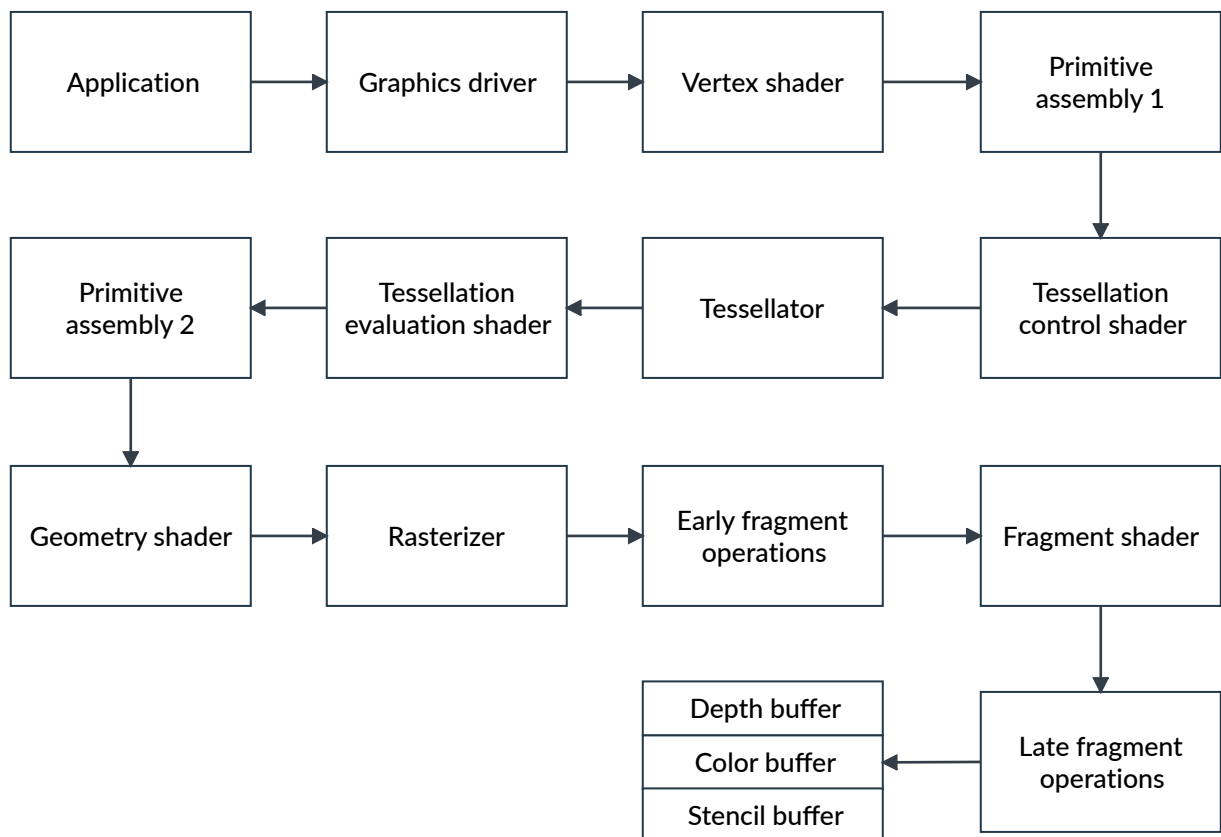 Application
Graphics driver
Vertex shader
Primitive
assembly 1
Primitive
assembly 2
Tessellation
evaluation shader
Tessellator
Tessellation
control shader
Geometry shader
Rasterizer
Early fragment
operations
Fragment shader
Depth buffer
Color buffer
Stencil buffer
Late fragment
operations